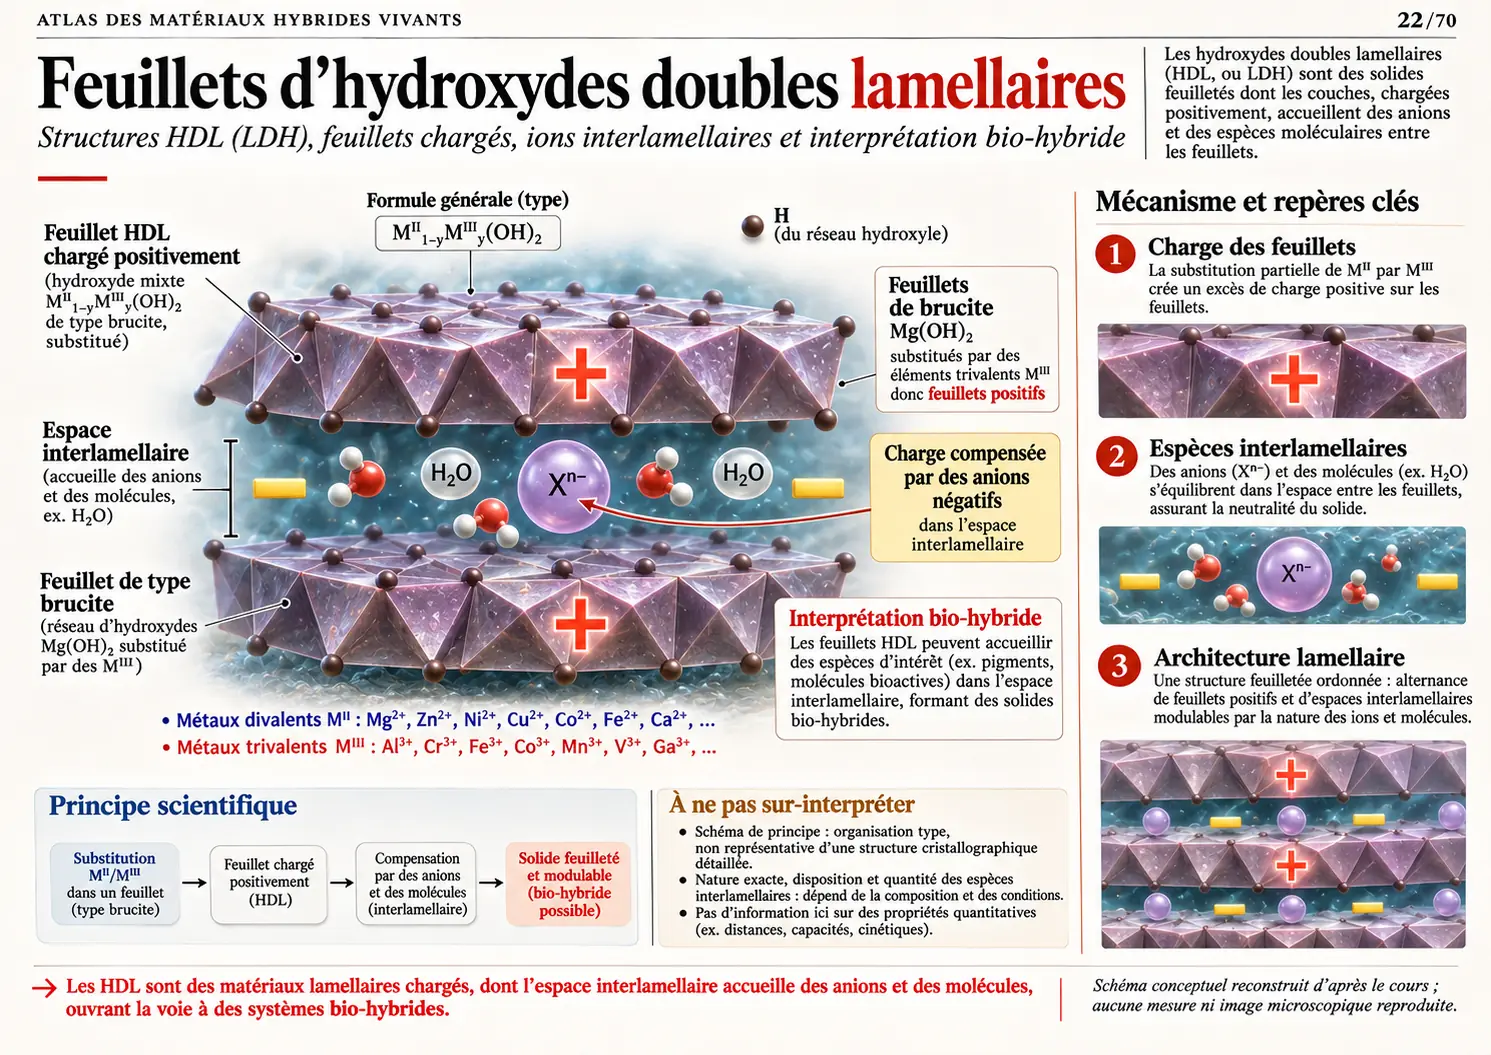 ATLAS DES MATÉRIAUX HYBRIDES VIVANTS
22/70
Feuillets d’hydroxydes doubles lamellaires
Structures HDL (LDH), feuillets chargés, ions interlamellaires et interprétation bio-hybride
Les hydroxydes doubles lamellaires
(HDL, ou LDH) sont des solides
feuilletés dont les couches, chargées
positivement, accueillent des anions
et des espèces moléculaires entre
les feuillets.
Formule générale (type)
Mᴵᴵ₁₋yMᴵᴵᴵy(OH)₂
H
(du réseau hydroxyle)
Feuillet HDL
chargé positivement
(hydroxyde mixte
Mᴵᴵ₁₋yMᴵᴵᴵy(OH)₂
de type brucite,
substitué)
Feuillets
de brucite
Mg(OH)₂
substitués par des
éléments trivalents Mᴵᴵᴵ
donc feuillets positifs
+
Espace
interlamellaire
(accueille des anions
et des molécules,
ex. H₂O)
H₂O
Xⁿ⁻
H₂O
Charge compensée
par des anions
négatifs
dans l’espace
interlamellaire
Feuillet de type
brucite
(réseau d’hydroxydes
Mg(OH)₂ substitué
par des Mᴵᴵᴵ)
+
Interprétation bio-hybride
Les feuillets HDL peuvent accueillir
des espèces d’intérêt (ex. pigments,
molécules bioactives) dans l’espace
interlamellaire, formant des solides
bio-hybrides.
• Métaux divalents Mᴵᴵ : Mg²⁺, Zn²⁺, Ni²⁺, Cu²⁺, Co²⁺, Fe²⁺, Ca²⁺, ...
• Métaux trivalents Mᴵᴵᴵ : Al³⁺, Cr³⁺, Fe³⁺, Co³⁺, Mn³⁺, V³⁺, Ga³⁺, ...
Mécanisme et repères clés
1 Charge des feuillets
La substitution partielle de Mᴵᴵ par Mᴵᴵᴵ
crée un excès de charge positive sur les
feuillets.
+
2 Espèces interlamellaires
Des anions (Xⁿ⁻) et des molécules (ex. H₂O)
s’équilibrent dans l’espace entre les feuillets,
assurant la neutralité du solide.
Xⁿ⁻
3 Architecture lamellaire
Une structure feuilletée ordonnée : alternance
de feuillets positifs et d’espaces interlamellaires
modulables par la nature des ions et molécules.
+
+
Principe scientifique
Substitution
Mᴵᴵ/Mᴵᴵᴵ
dans un feuillet
(type brucite)
→
Feuillet chargé
positivement
(HDL)
→
Compensation
par des anions
et des molécules
(interlamellaire)
→
Solide feuilleté
et modulable
(bio-hybride
possible)
À ne pas sur-interpréter
• Schéma de principe : organisation type,
non représentative d’une structure cristallographique
détaillée.
• Nature exacte, disposition et quantité des espèces
interlamellaires : dépend de la composition et des conditions.
• Pas d’information ici sur des propriétés quantitatives
(ex. distances, capacités, cinétiques).
→ Les HDL sont des matériaux lamellaires chargés, dont l’espace interlamellaire accueille des anions et des molécules,
ouvrant la voie à des systèmes bio-hybrides.
Schéma conceptuel reconstruit d’après le cours ;
aucune mesure ni image microscopique reproduite.